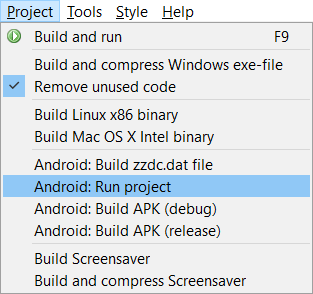 Project Tools Style Help
Build and run F9
Build and compress Windows exe-file
Remove unused code
Build Linux x86 binary
Build Mac OS X Intel binary
Android: Build zzdc.dat file
Android: Run project
Android: Build APK (debug)
Android: Build APK (release)
Build Screensaver
Build and compress Screensaver